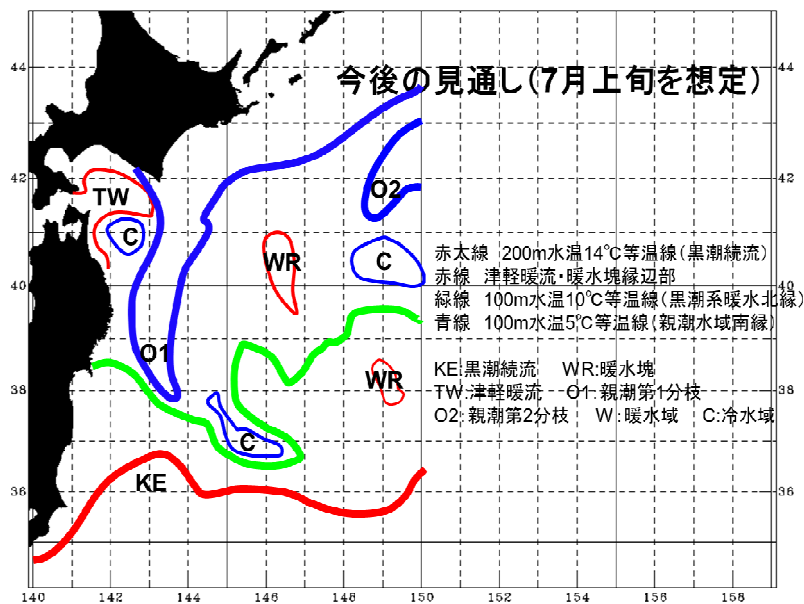 今後の見通し(7月上旬を想定)
44
44
42
42
TW
O2
C
赤太線 200m水温14℃等温線(黒潮続流)
WR
C
赤線 津軽暖流・暖水塊縁辺部
40
40
緑線 100m水温10℃等温線(黒潮系暖水北縁)
青線 100m水温5℃等温線(親潮水域南縁)
O1
KE:黒潮続流 WR:暖水塊
WR
38
38
TW:津軽暖流 O1:親潮第1分枝
O2:親潮第2分枝 W:暖水域 C:冷水域
C
KE
36
36
140 142 144 146 148 150 152 154 156 158